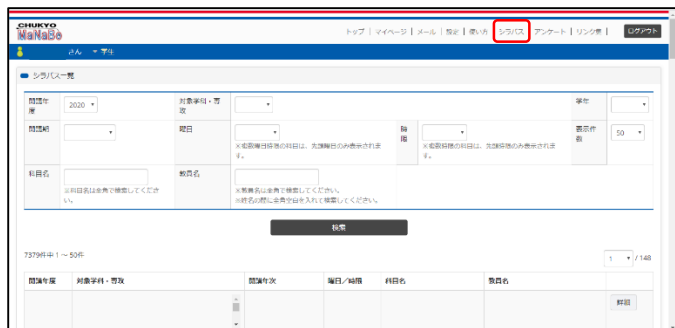 CHUKYO
NaNaBo
トップ | マイページ | メール | 設定 | 使い方 | シラバス | アンケート | リンク集 | ログアウト
さん ▼ 学生
シラバス一覧
開講年度 2020 対象学科・専攻 学年
開講期 曜日 時限 表示件数 50
※複数曜日時限の科目は、先頭曜日のみ表示されます。 ※複数時限の科目は、先頭時限のみ表示されます。
科目名 教員名
※科目名は全角で検索してください。 ※教員名は全角で検索してください。
※姓名の間に全角空白を入れて検索してください。
検索
7379件中 1 ～ 50件 1 / 148
開講年度 対象学科・専攻 開講年次 曜日／時限 科目名 教員名
詳細